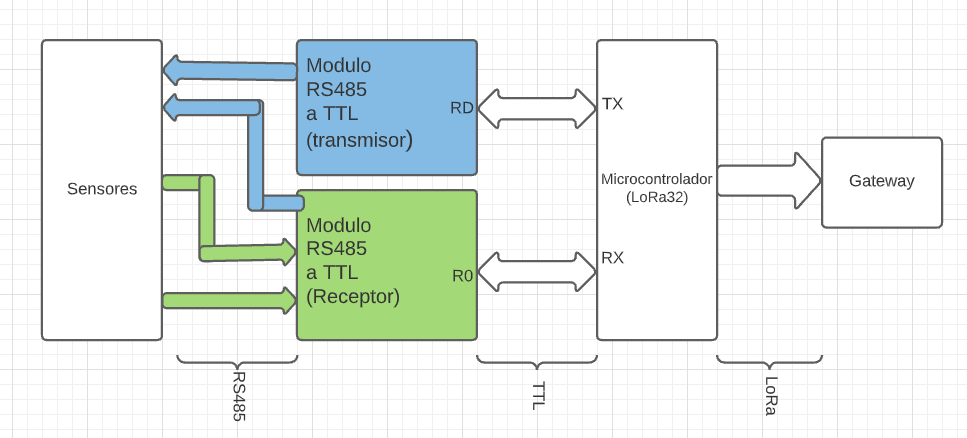 Sensores
Modulo
RS485
a TTL
(transmisor)
RD
Modulo
RS485
a TTL
(Receptor)
R0
TX
Microcontrolador
(LoRa32)
RX
Gateway
RS485
TTL
LoRa